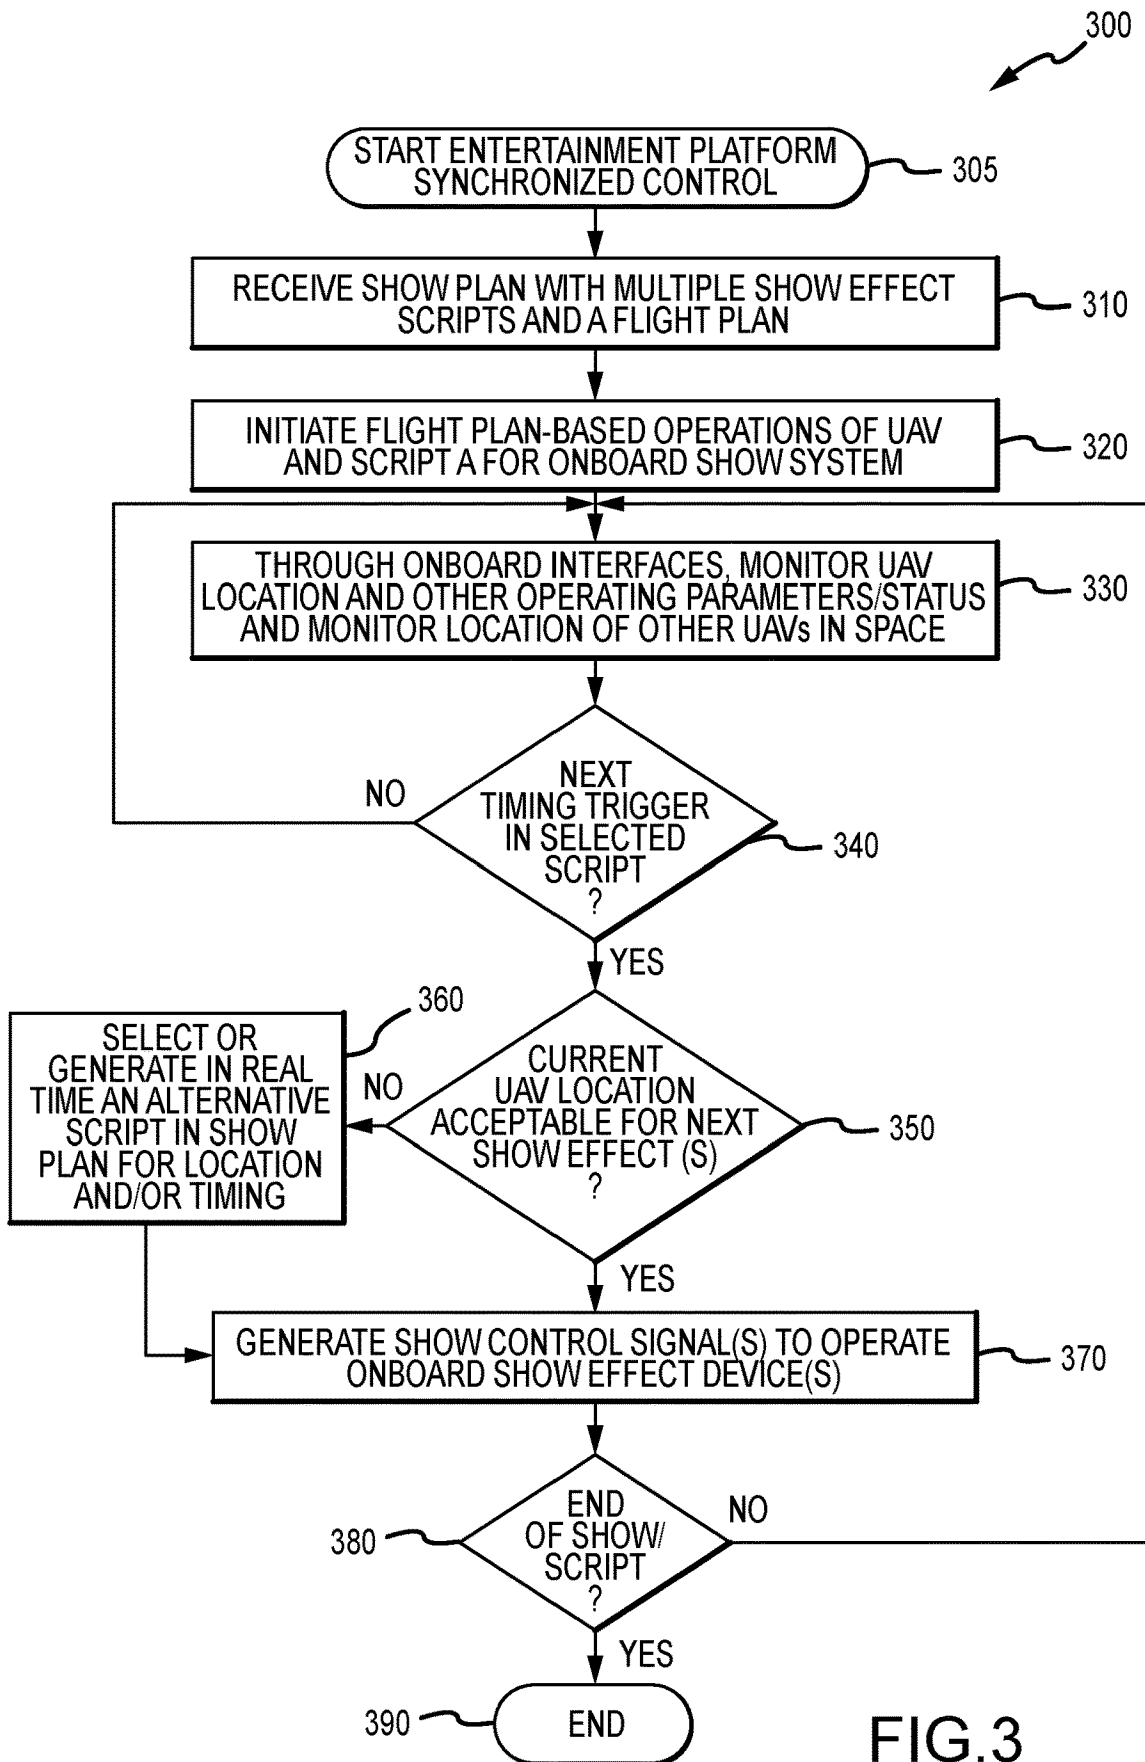 300
START ENTERTAINMENT PLATFORM
SYNCHRONIZED CONTROL
305
RECEIVE SHOW PLAN WITH MULTIPLE SHOW EFFECT
SCRIPTS AND A FLIGHT PLAN
310
INITIATE FLIGHT PLAN-BASED OPERATIONS OF UAV
AND SCRIPT A FOR ONBOARD SHOW SYSTEM
320
THROUGH ONBOARD INTERFACES, MONITOR UAV
LOCATION AND OTHER OPERATING PARAMETERS/STATUS
AND MONITOR LOCATION OF OTHER UAVs IN SPACE
330
NO
NEXT
TIMING TRIGGER
IN SELECTED
SCRIPT
?
340
YES
360
SELECT OR
GENERATE IN REAL
TIME AN ALTERNATIVE
SCRIPT IN SHOW
PLAN FOR LOCATION
AND/OR TIMING
NO
CURRENT
UAV LOCATION
ACCEPTABLE FOR NEXT
SHOW EFFECT (S)
?
350
YES
GENERATE SHOW CONTROL SIGNAL(S) TO OPERATE
ONBOARD SHOW EFFECT DEVICE(S)
370
380
END
OF SHOW/
SCRIPT
?
NO
YES
390
END
FIG.3